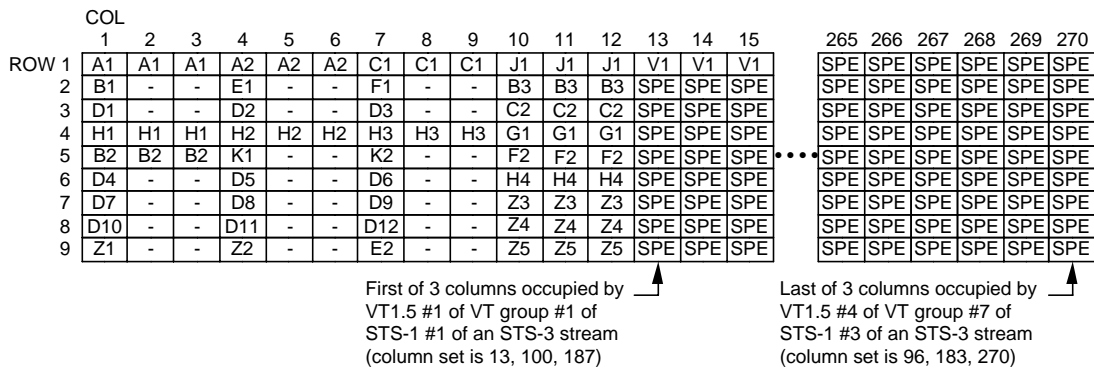 COL
1 2 3 4 5 6 7 8 9 10 11 12 13 14 15 265 266 267 268 269 270
ROW 1 A1 A1 A1 A2 A2 A2 C1 C1 C1 J1 J1 J1 V1 V1 V1 SPE SPE SPE SPE SPE SPE
2 B1 - - E1 - - F1 - - B3 B3 B3 SPE SPE SPE SPE SPE SPE SPE SPE SPE
3 D1 - - D2 - - D3 - - C2 C2 C2 SPE SPE SPE SPE SPE SPE SPE SPE SPE
4 H1 H1 H1 H2 H2 H2 H3 H3 H3 G1 G1 G1 SPE SPE SPE SPE SPE SPE SPE SPE SPE
5 B2 B2 B2 K1 - - K2 - - F2 F2 F2 SPE SPE SPE •••• SPE SPE SPE SPE SPE SPE
6 D4 - - D5 - - D6 - - H4 H4 H4 SPE SPE SPE SPE SPE SPE SPE SPE SPE
7 D7 - - D8 - - D9 - - Z3 Z3 Z3 SPE SPE SPE SPE SPE SPE SPE SPE SPE
8 D10 - - D11 - - D12 - - Z4 Z4 Z4 SPE SPE SPE SPE SPE SPE SPE SPE SPE
9 Z1 - - Z2 - - E2 - - Z5 Z5 Z5 SPE SPE SPE SPE SPE SPE SPE SPE SPE
First of 3 columns occupied by
VT1.5 #1 of VT group #1 of
STS-1 #1 of an STS-3 stream
(column set is 13, 100, 187)
Last of 3 columns occupied by
VT1.5 #4 of VT group #7 of
STS-1 #3 of an STS-3 stream
(column set is 96, 183, 270)